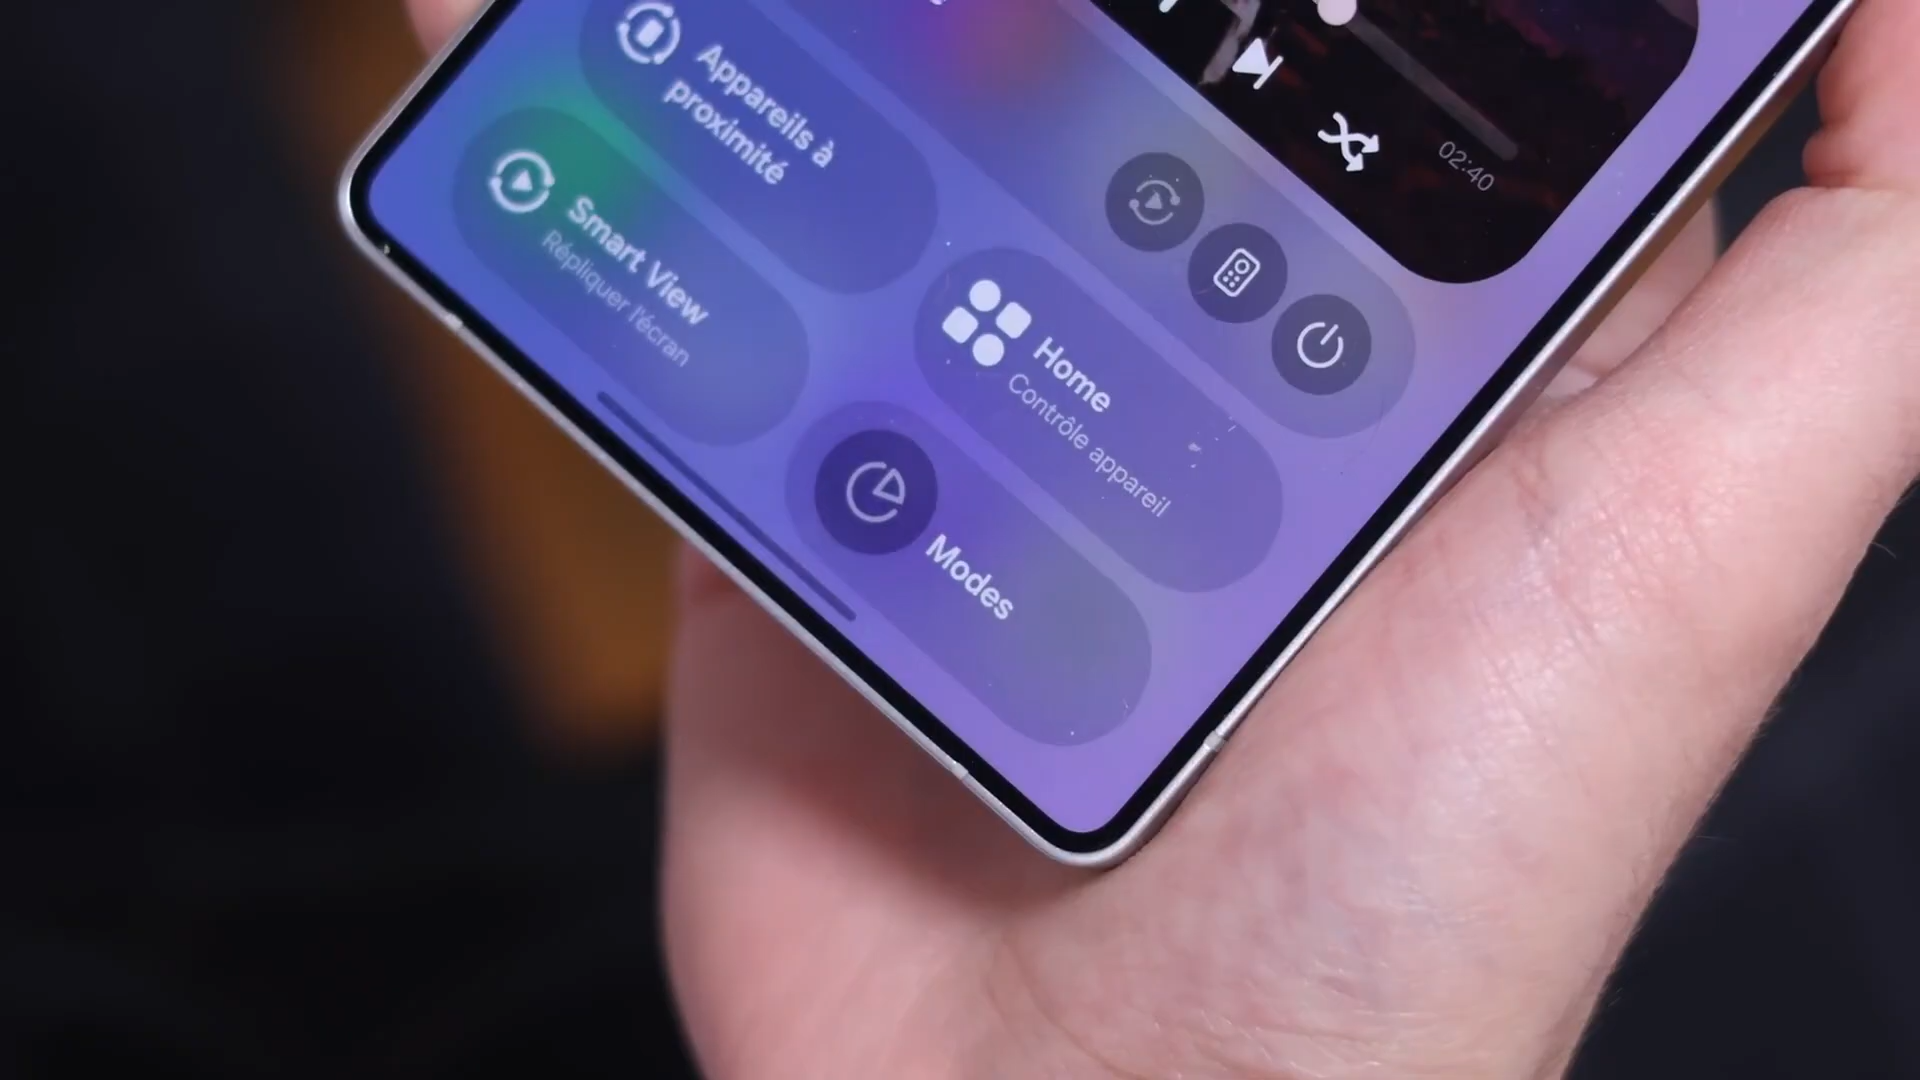 02:40
Appareils à
proximité
Smart View
Répliquer l'écran
Home
Contrôle appareil
Modes